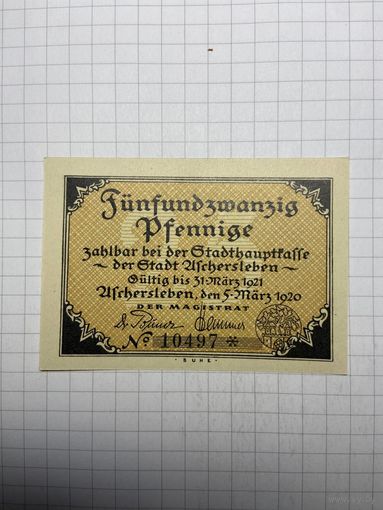 Fünfundzwanzig
Pfennige
zahlbar bei der Stadthauptkasse
der Stadt Aschersleben
Gültig bis 31·März 1921
Aschersleben, den 5·März 1920
DER MAGISTRAT
No 10497 *
·BUHE·